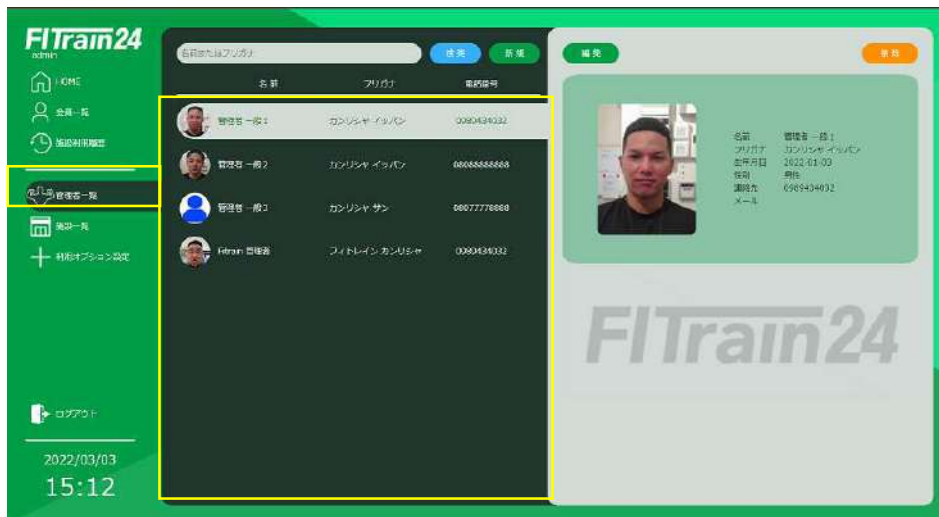 FITrain24
admin
HOME
会員一覧
施設利用履歴
管理者一覧
施設一覧
利用オプション設定
ログアウト
2022/03/03
15:12
名前またはフリガナ
検索
新規
名前 フリガナ 電話番号
管理者 一般1 カンリシャ イッパン
管理者 一般2 カンリシャ イッパン 08088888888
管理者 一般3 カンリシャ サン
Fitrain 管理者 フィトレイン カンリシャ
編集
削除
名前 管理者 一般1
フリガナ カンリシャ イッパン
生年月日 2022-01-03
性別 男性
連絡先 0989434032
メール
FITrain24